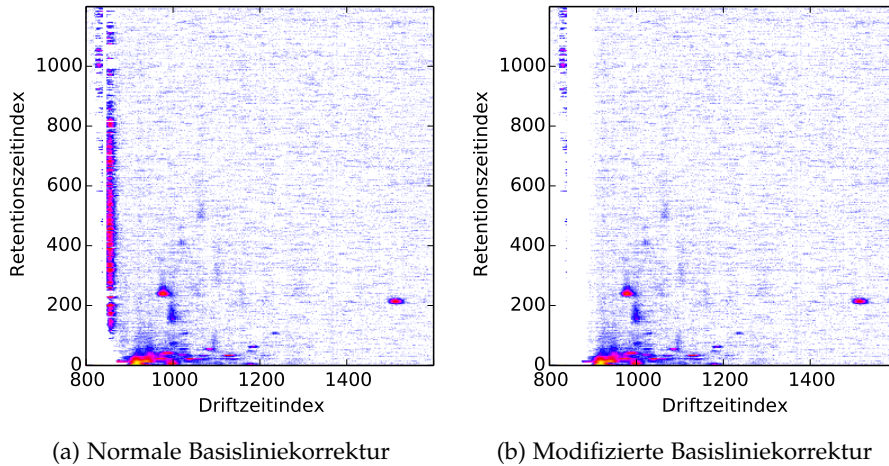 Retentionszeitindex
1000
800
600
400
200
0
800 1000 1200 1400
Driftzeitindex
(a) Normale Basisliniekorrektur
Retentionszeitindex
1000
800
600
400
200
0
800 1000 1200 1400
Driftzeitindex
(b) Modifizierte Basisliniekorrektur